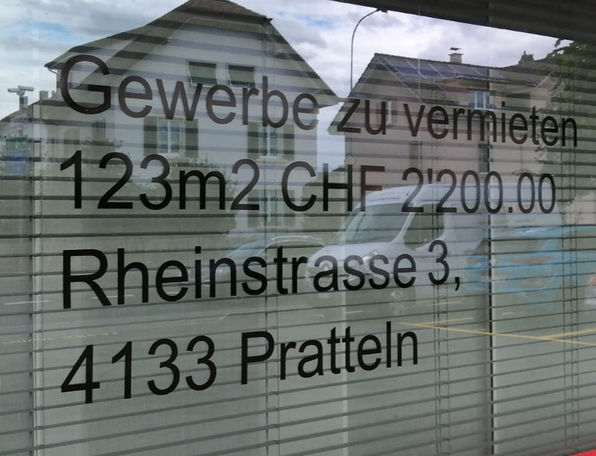 Gewerbe zu vermieten
123m2 CHF 2'200.00
Rheinstrasse 3,
4133 Pratteln